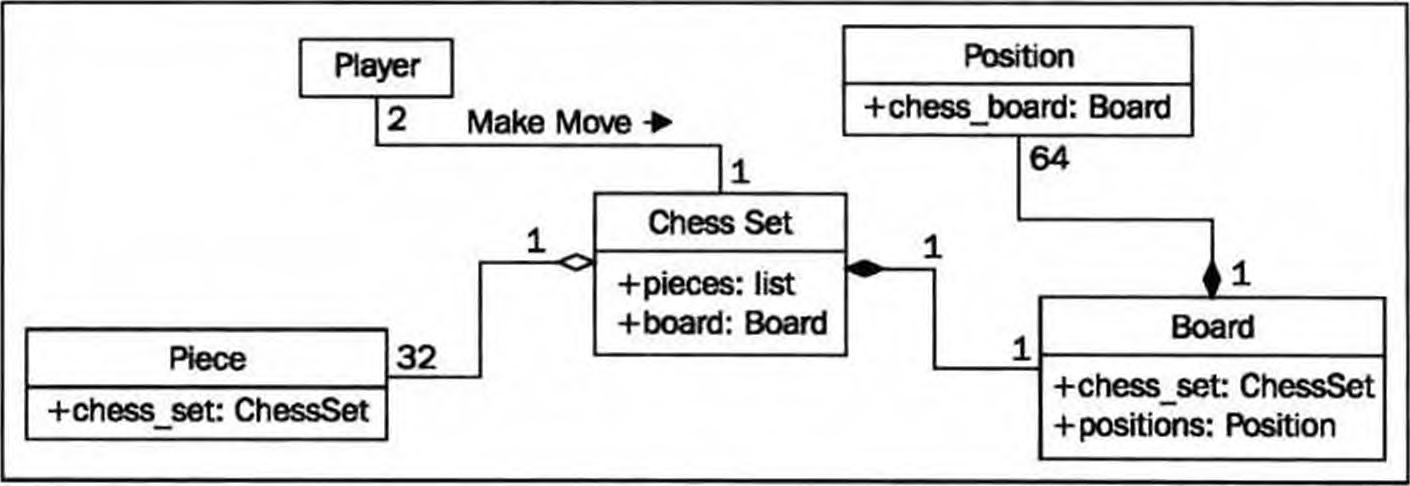 Player
2
Make Move
1
Position
+chess_board: Board
64
Chess Set
+pieces: list
+board: Board
1
32
Piece
+chess_set: ChessSet
1
1
1
Board
+chess_set: ChessSet
+positions: Position